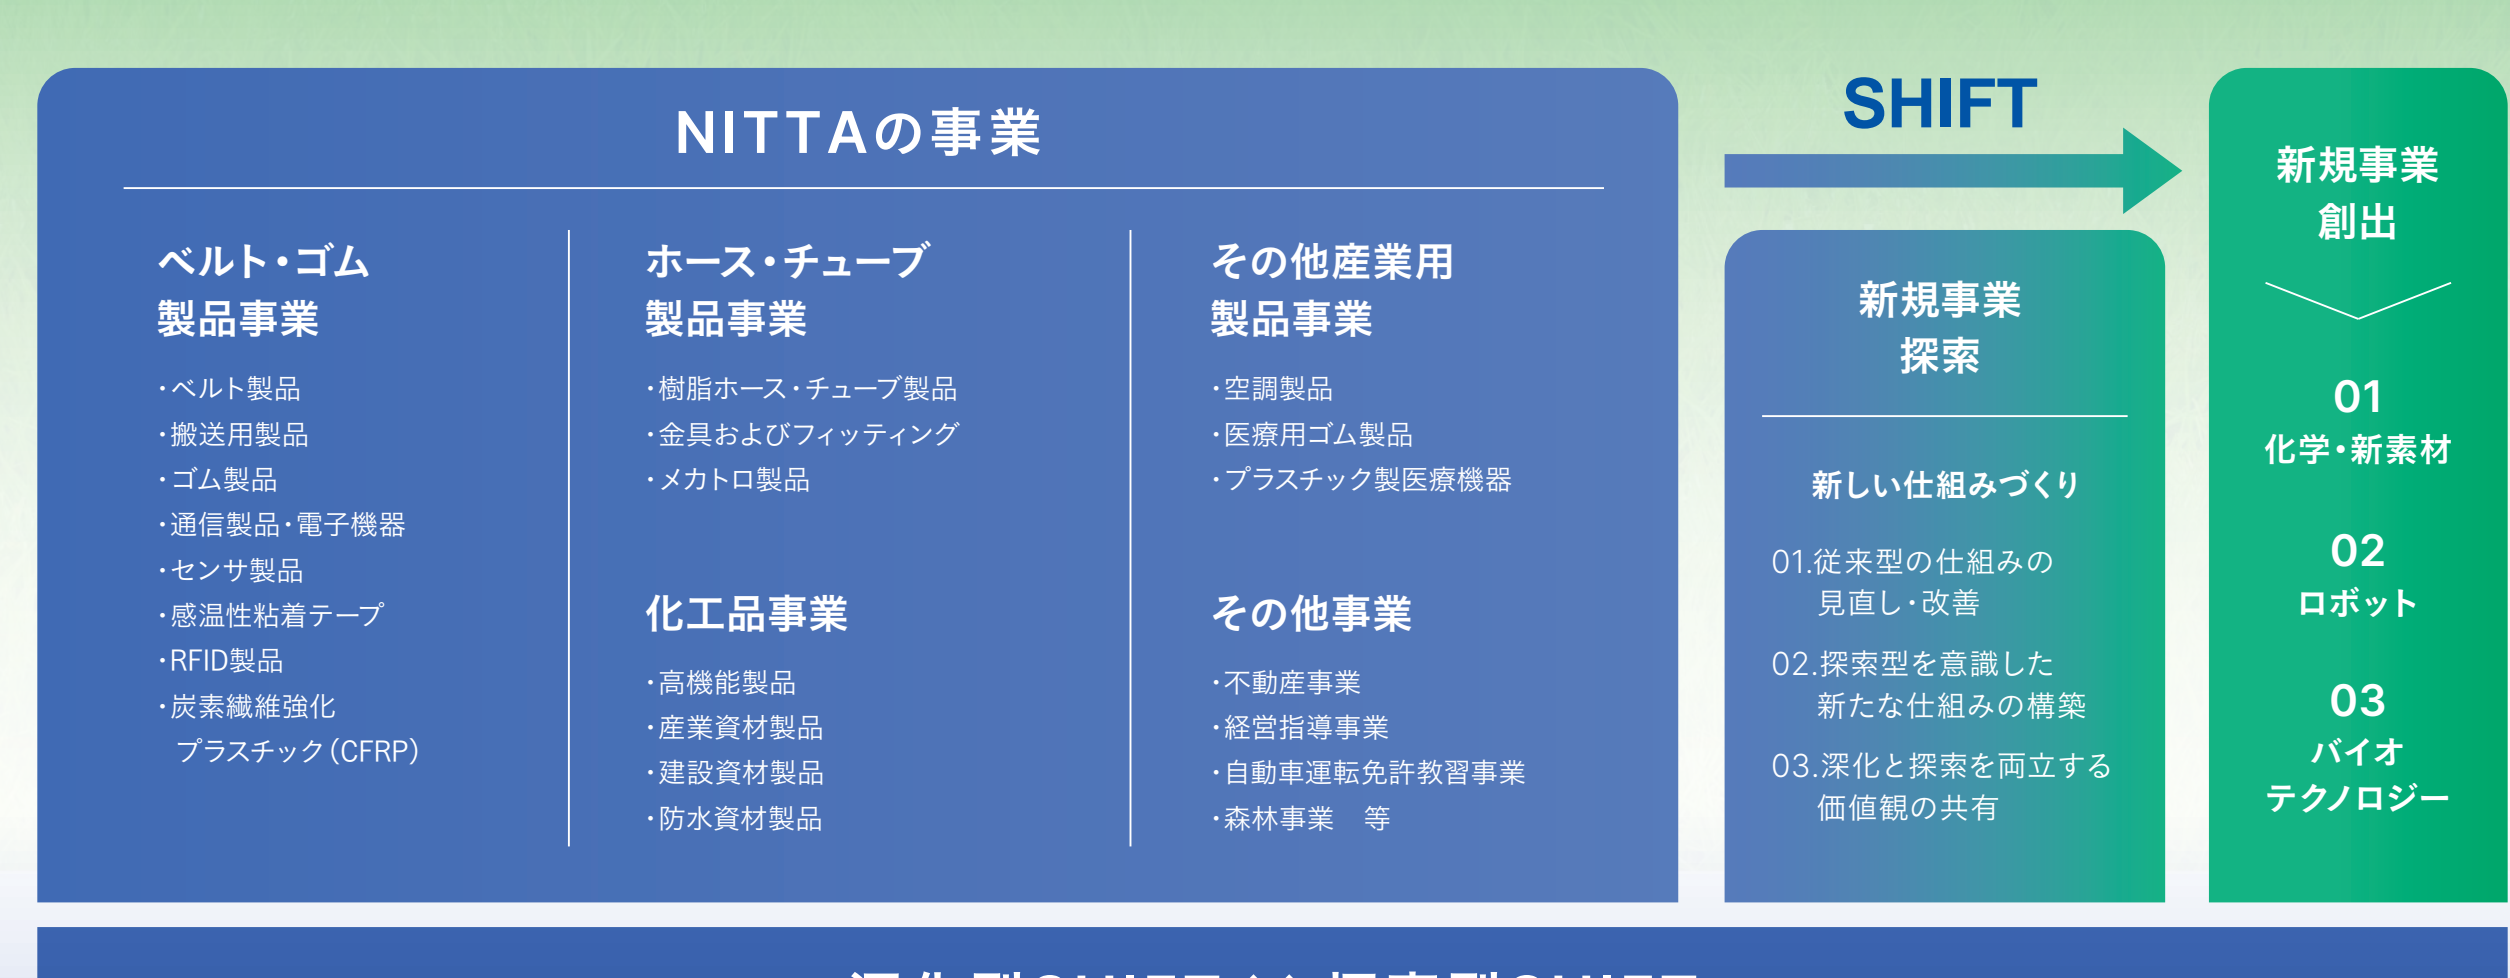 NITTAの事業
ベルト・ゴム
製品事業
・ベルト製品
・搬送用製品
・ゴム製品
・通信製品・電子機器
・センサ製品
・感温性粘着テープ
・RFID製品
・炭素繊維強化
プラスチック（CFRP）
ホース・チューブ
製品事業
・樹脂ホース・チューブ製品
・金具およびフィッティング
・メカトロ製品
化工品事業
・高機能製品
・産業資材製品
・建設資材製品
・防水資材製品
その他産業用
製品事業
・空調製品
・医療用ゴム製品
・プラスチック製医療機器
その他事業
・不動産事業
・経営指導事業
・自動車運転免許教習事業
・森林事業　等
SHIFT
新規事業
探索
新しい仕組みづくり
01.従来型の仕組みの
見直し・改善
02.探索型を意識した
新たな仕組みの構築
03.深化と探索を両立する
価値観の共有
新規事業
創出
01
化学・新素材
02
ロボット
03
バイオ
テクノロジー